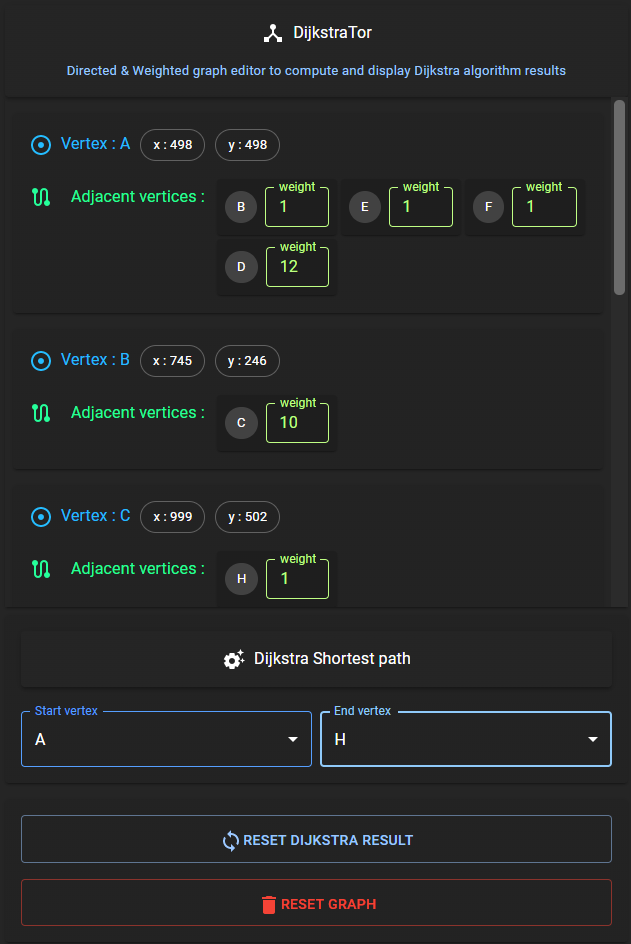 DijkstraTor
Directed & Weighted graph editor to compute and display Dijkstra algorithm results
Vertex : A x : 498 y : 498
Adjacent vertices : B weight 1 E weight 1 F weight 1
D weight 12
Vertex : B x : 745 y : 246
Adjacent vertices : C weight 10
Vertex : C x : 999 y : 502
Adjacent vertices : H weight 1
Dijkstra Shortest path
Start vertex End vertex
A H
RESET DIJKSTRA RESULT
RESET GRAPH